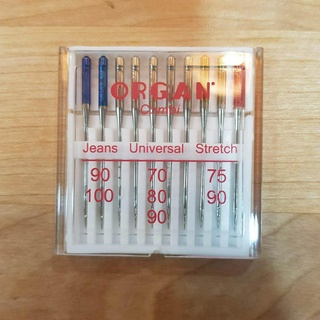 ORGAN®
Combi
Jeans Universal Stretch
90 70 75
100 80 90
90